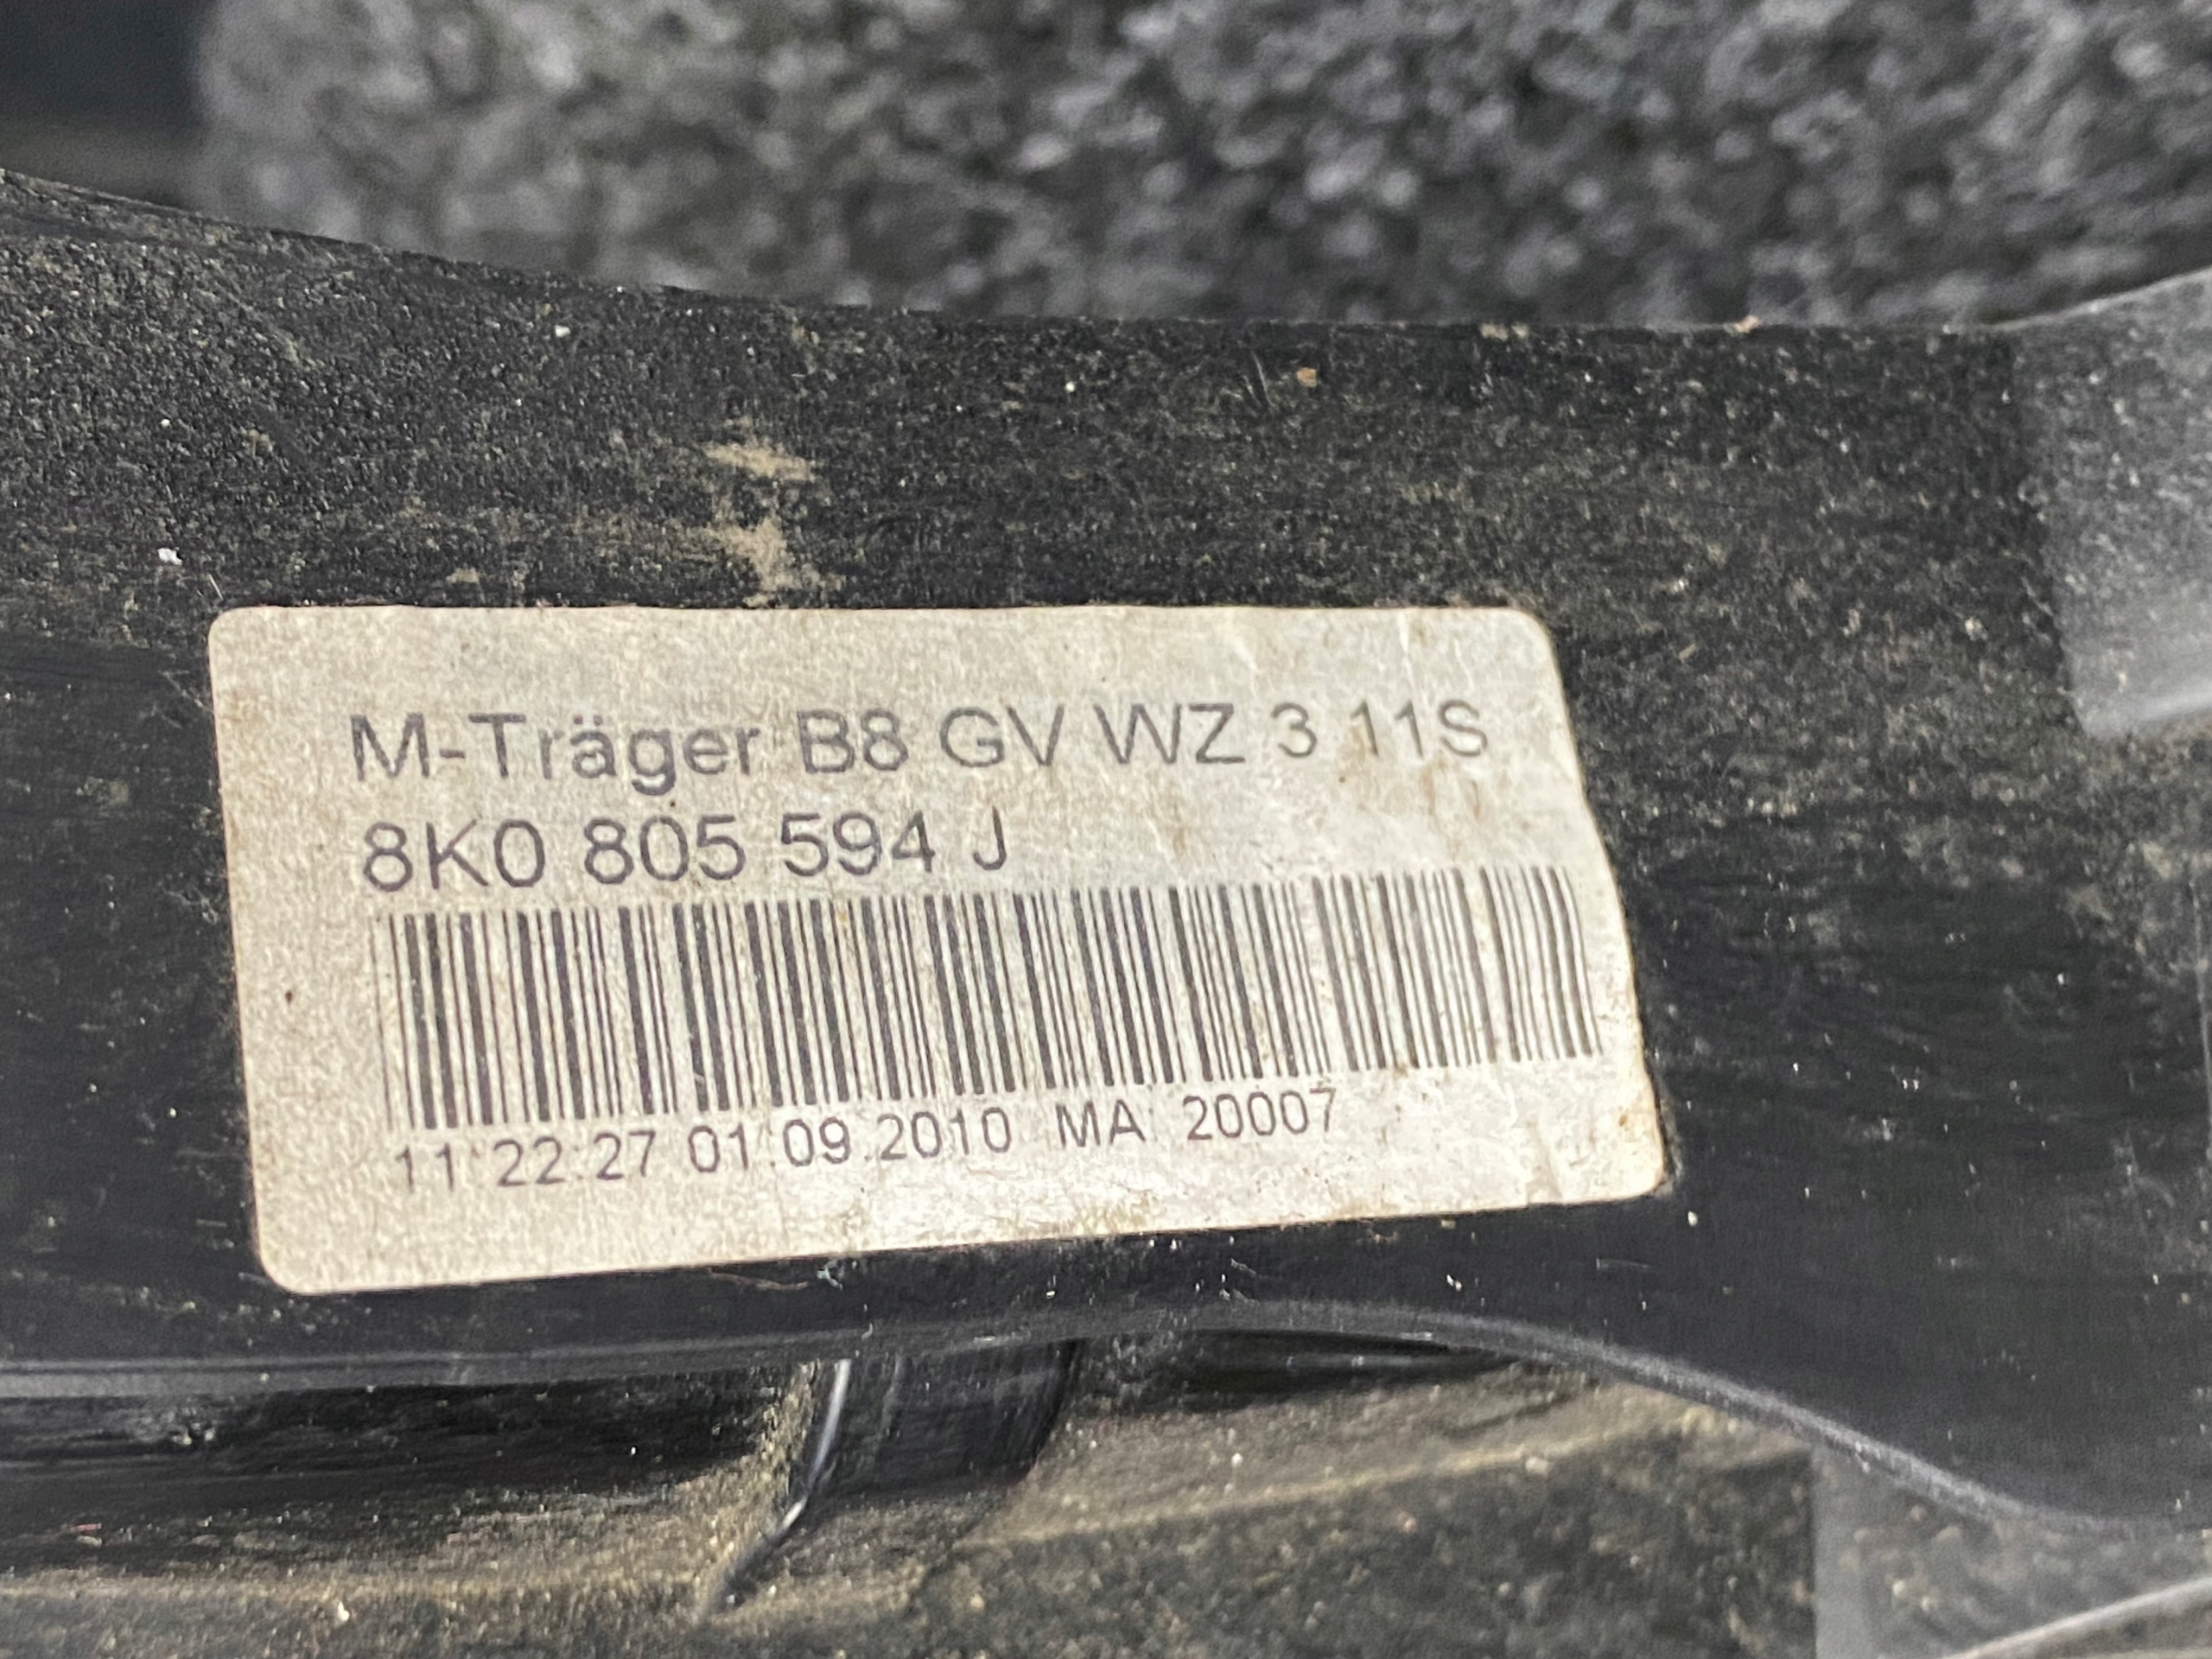 M-Träger B8 GV WZ 3 11S
8K0 805 594 J
11:22:27 01.09.2010 MA: 20007